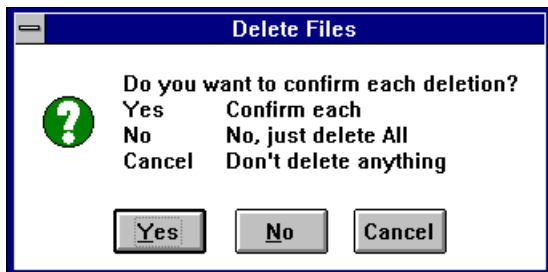 Delete Files
Do you want to confirm each deletion?
Yes Confirm each
No No, just delete All
Cancel Don't delete anything
Yes No Cancel